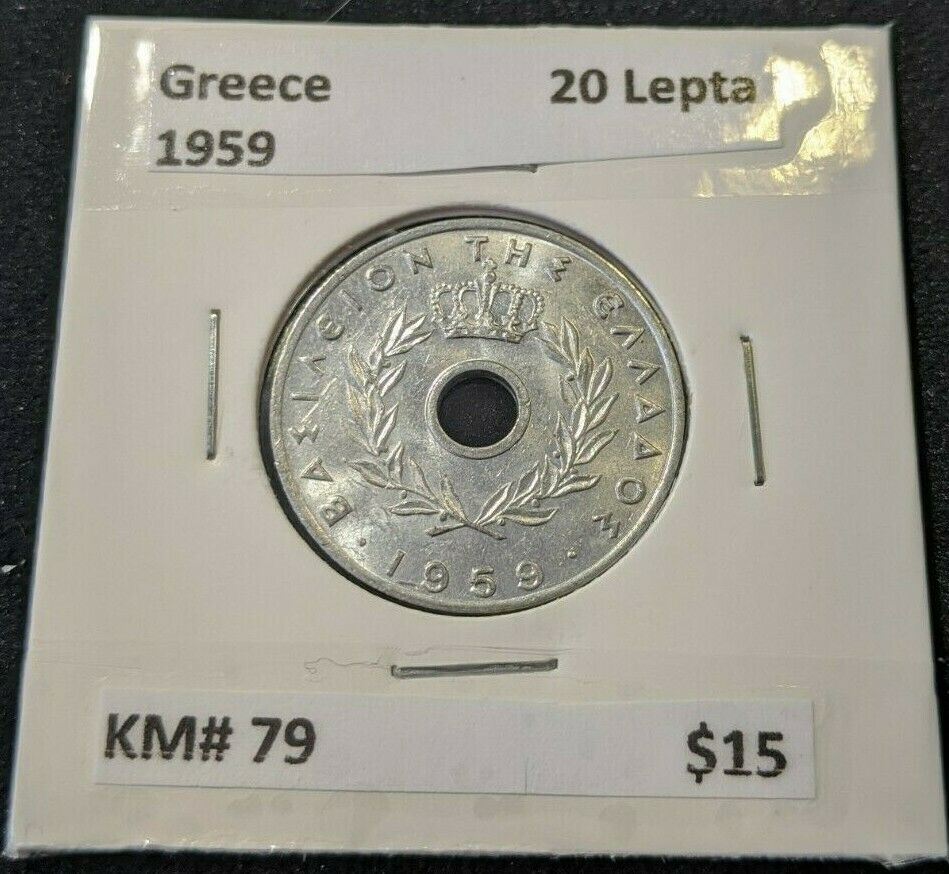 Greece 20 Lepta
1959
ΒΑΣΙΛΕΙΟΝ ΤΗΣ ΕΛΛΑΔΟΣ
· 1959 ·
KM# 79 $15